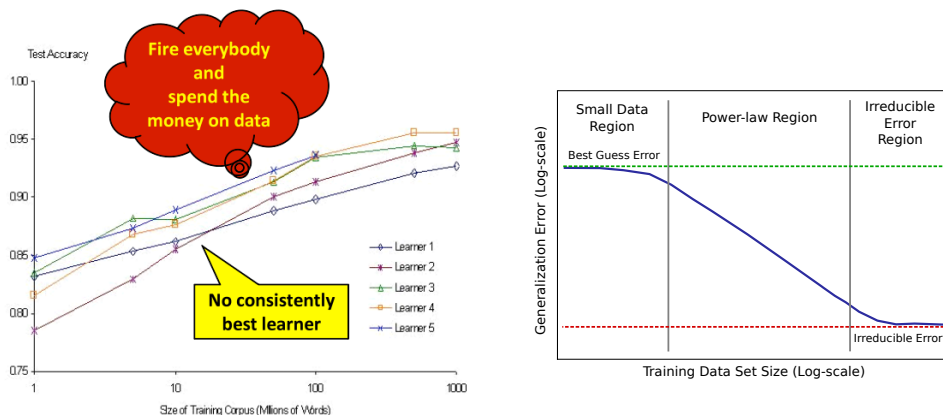 Test Accuracy
Fire everybody
and
spend the
money on data
1.00
0.95
0.90
0.85
0.80
0.75
Learner 1
Learner 2
Learner 3
Learner 4
Learner 5
No consistently
best learner
1
10
100
1000
Size of Training Corpus (Millions of Words)
Small Data
Region
Power-law Region
Irreducible
Error
Region
Best Guess Error
Generalization Error (Log-scale)
Irreducible Error
Training Data Set Size (Log-scale)